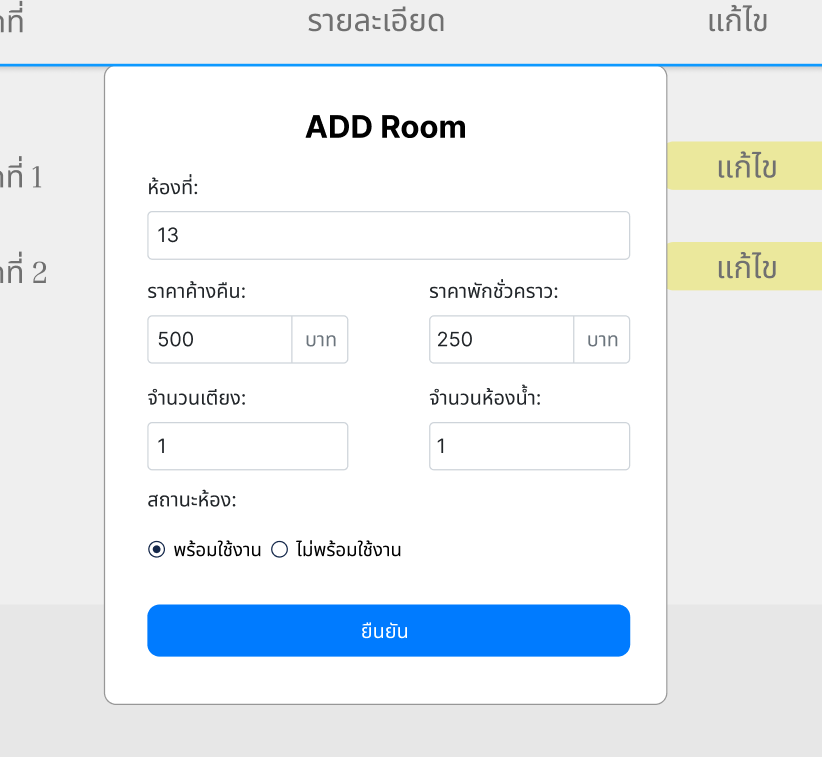 ที่ รายละเอียด แก้ไข
ADD Room
ห้องที่:
ที่ 1 แก้ไข
13
ที่ 2 แก้ไข
ราคาค้างคืน: ราคาพักชั่วคราว:
500 บาท 250 บาท
จำนวนเตียง: จำนวนห้องน้ำ:
1 1
สถานะห้อง:
พร้อมใช้งาน ไม่พร้อมใช้งาน
ยืนยัน